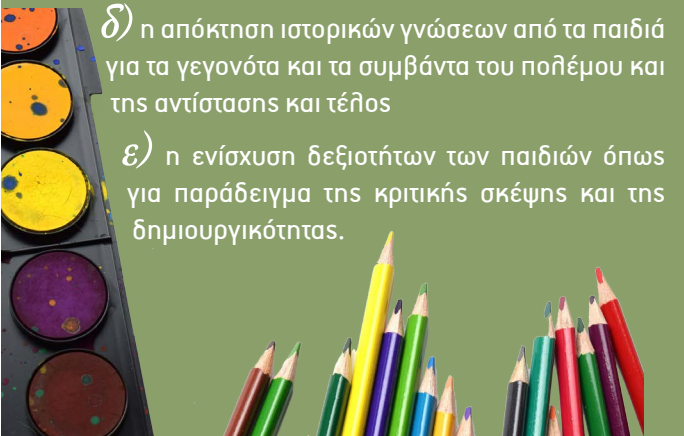 δ) η απόκτηση ιστορικών γνώσεων από τα παιδιά
για τα γεγονότα και τα συμβάντα του πολέμου και
της αντίστασης και τέλος
ε) η ενίσχυση δεξιοτήτων των παιδιών όπως
για παράδειγμα της κριτικής σκέψης και της
δημιουργικότητας.